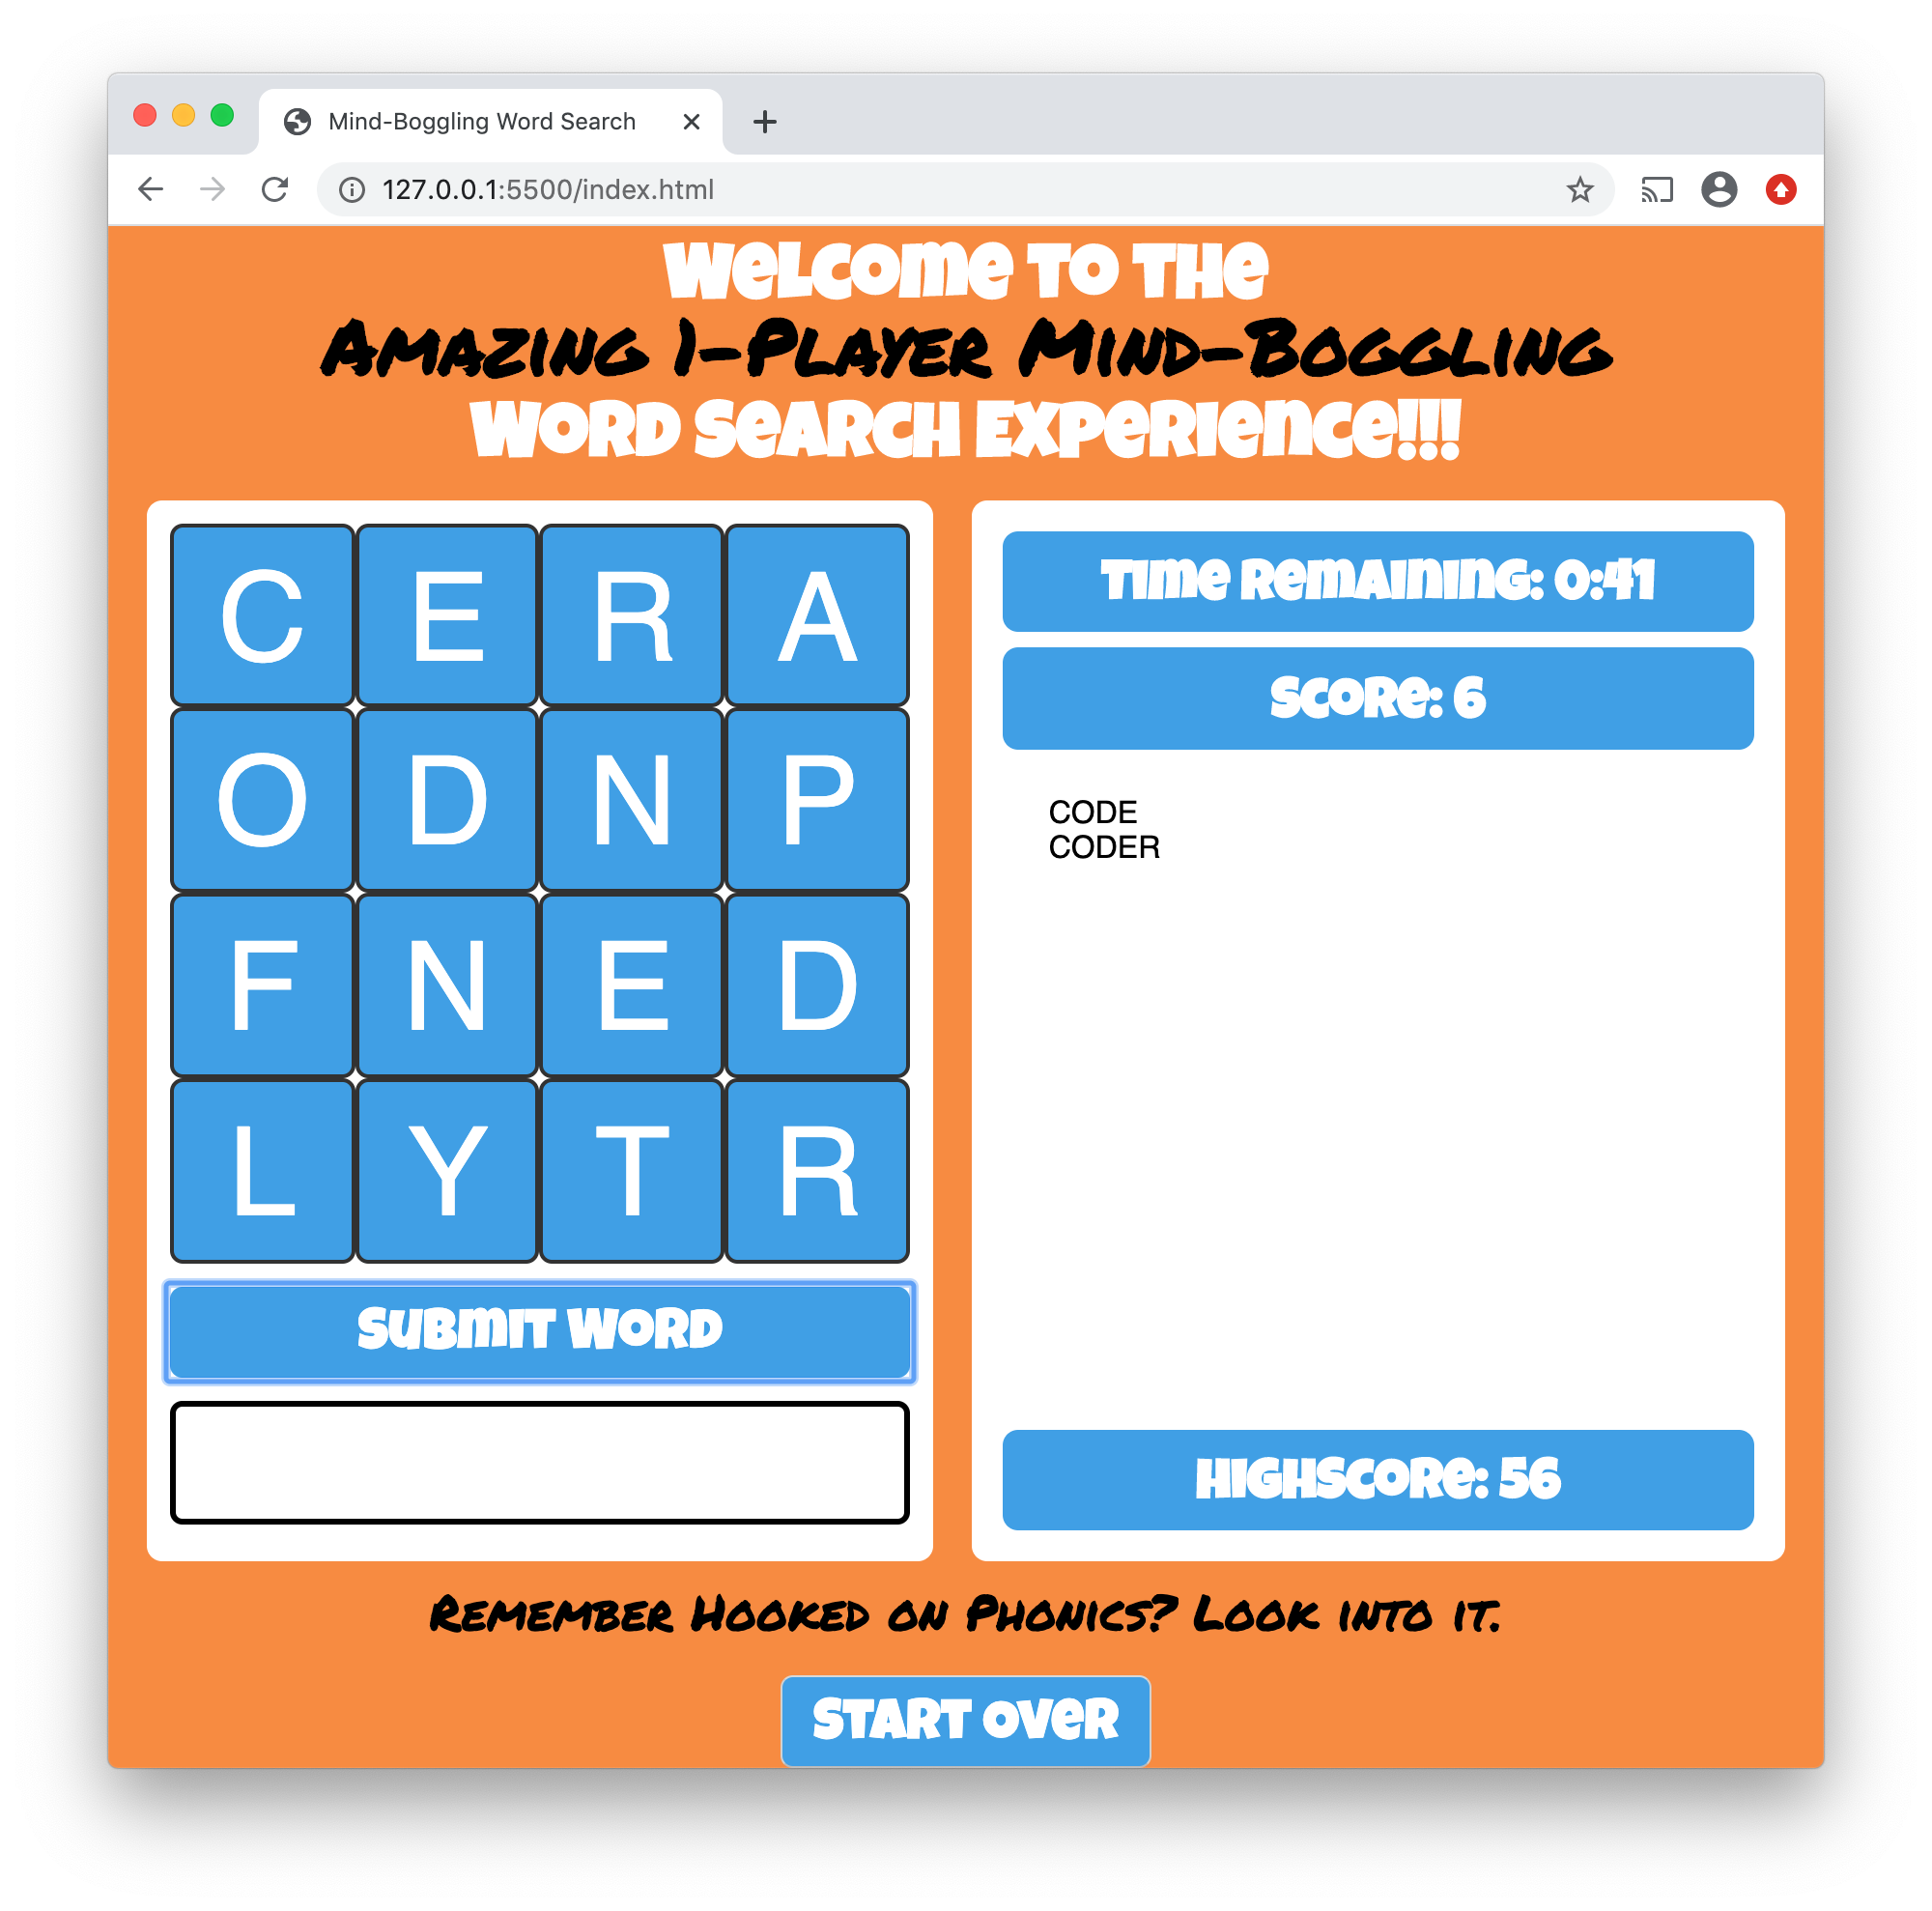 Mind-Boggling Word Search
127.0.0.1:5500/index.html
Welcome to the
Amazing 1-Player Mind-Boggling
Word Search Experience!!!
C E R A
O D N P
F N E D
L Y T R
Submit Word
Time Remaining: 0:41
Score: 6
CODE
CODER
Highscore: 56
Remember Hooked on Phonics? Look into it.
Start Over